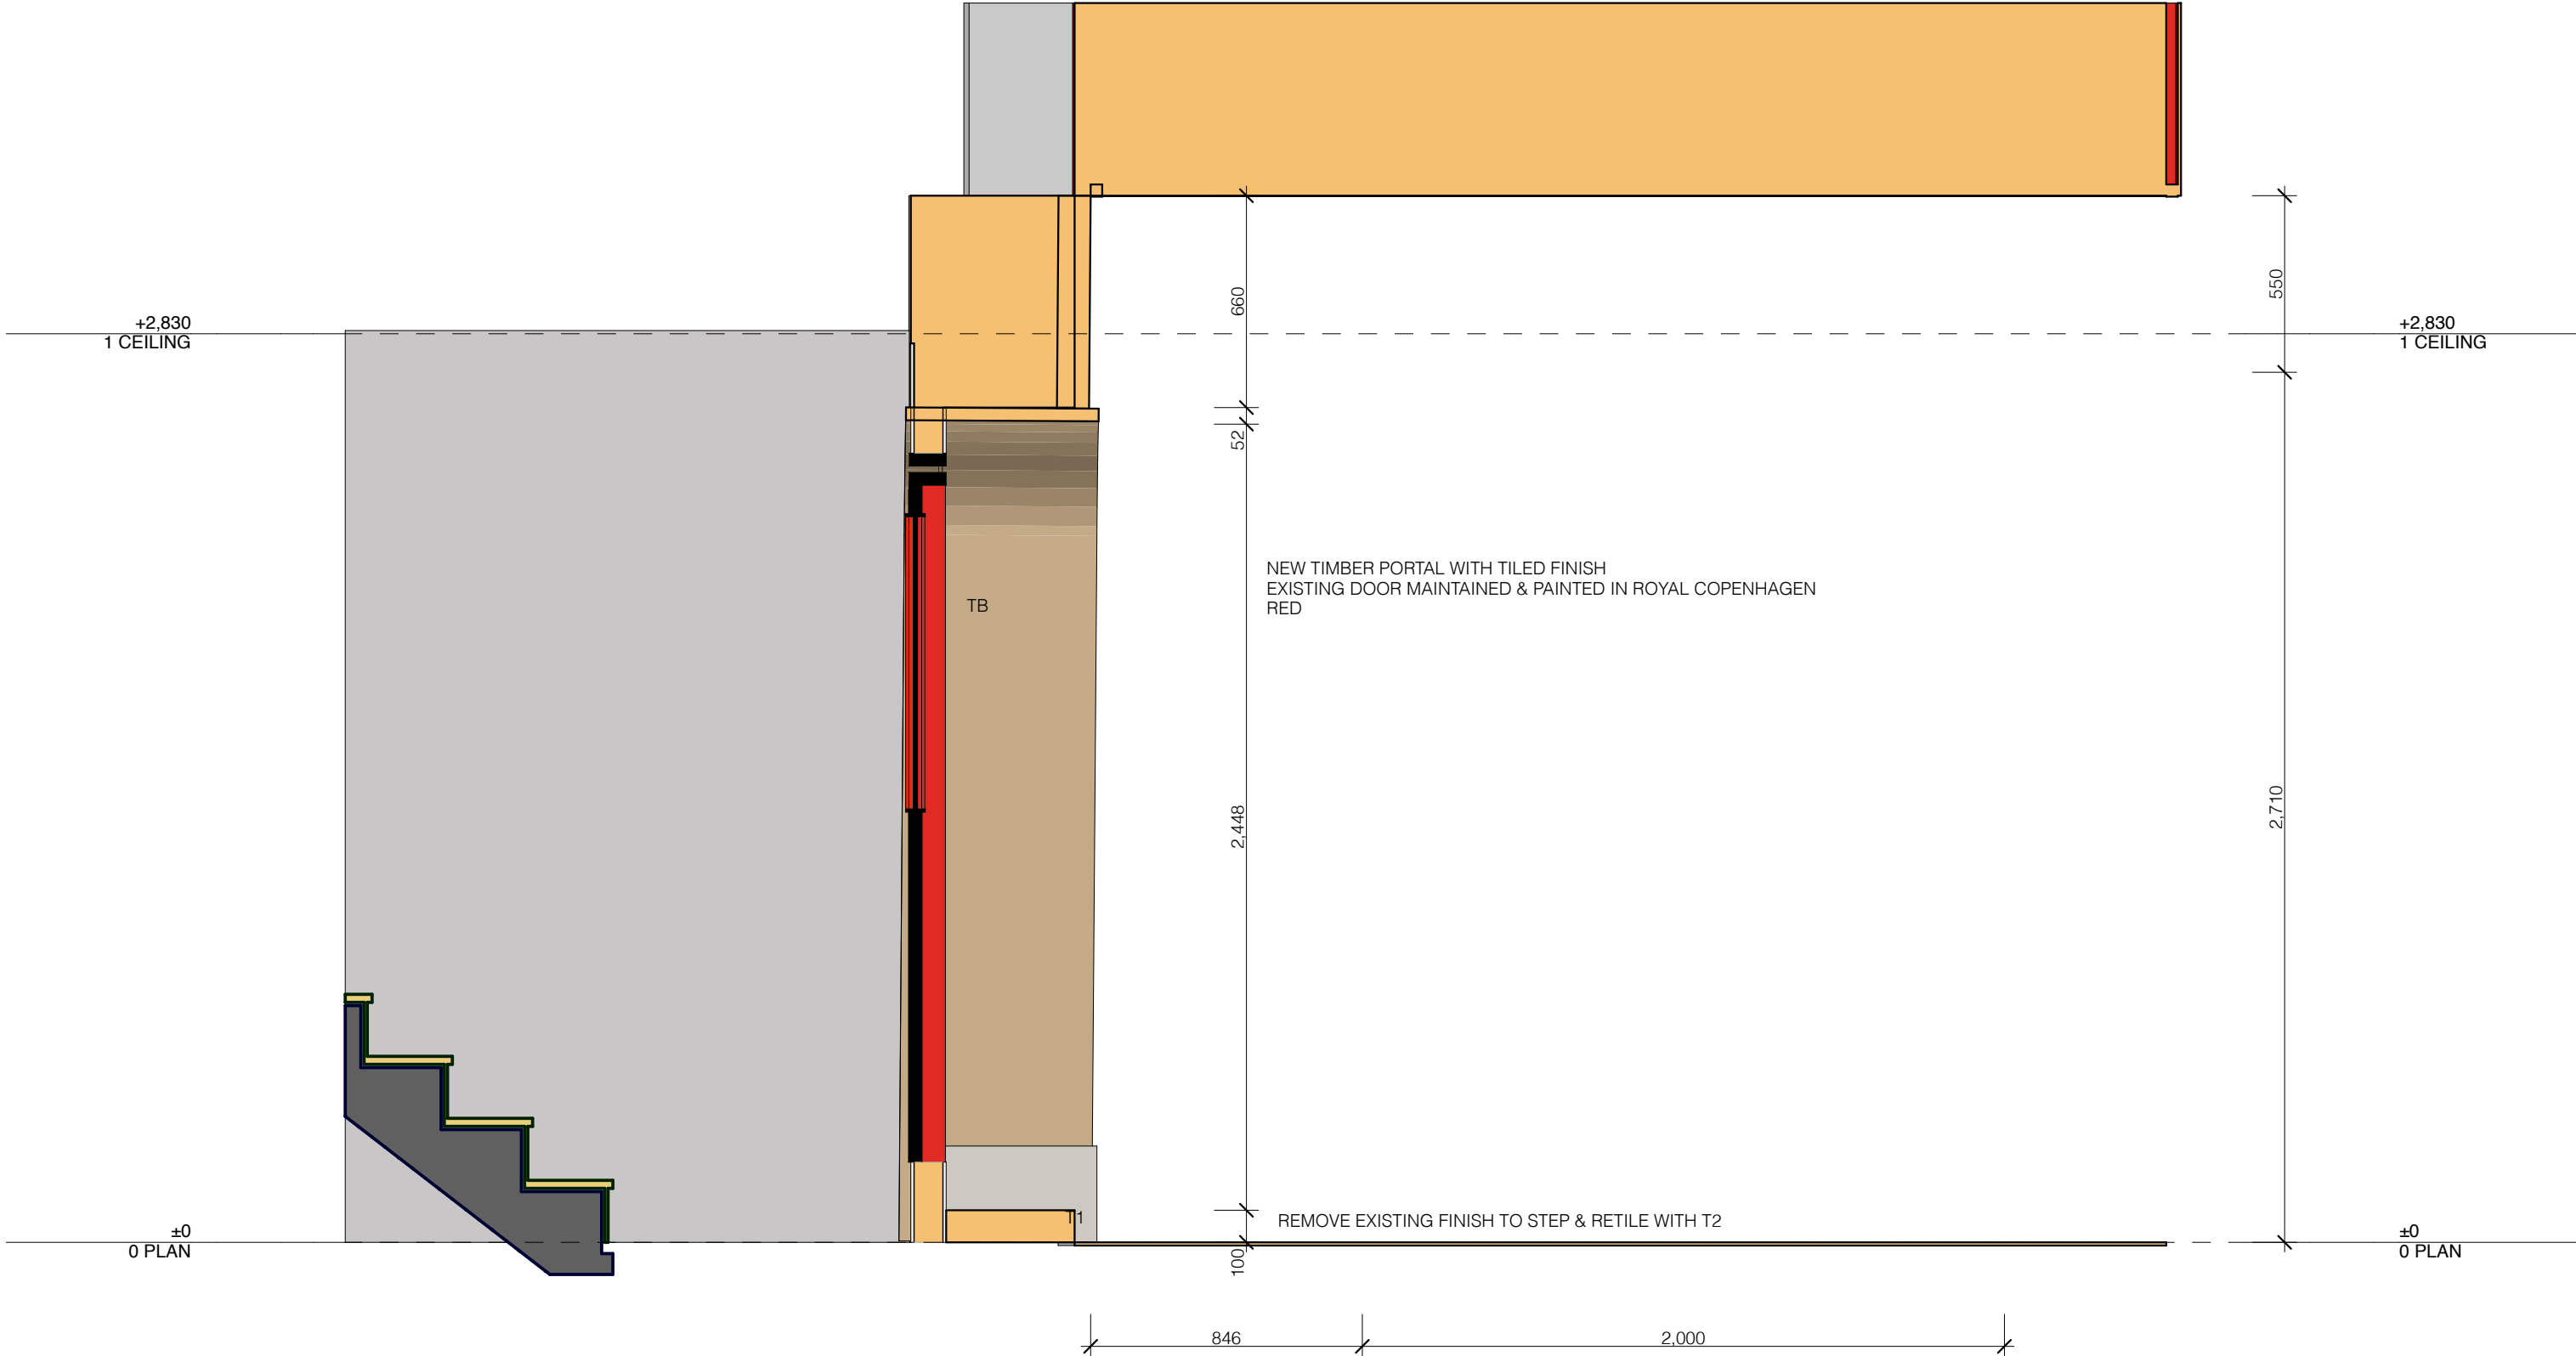 550
660
+2,830
1 CEILING
+2,830
1 CEILING
52
NEW TIMBER PORTAL WITH TILED FINISH
EXISTING DOOR MAINTAINED & PAINTED IN ROYAL COPENHAGEN
RED
TB
2,448
2,710
T1
REMOVE EXISTING FINISH TO STEP & RETILE WITH T2
±0
0 PLAN
±0
0 PLAN
100
846
2,000